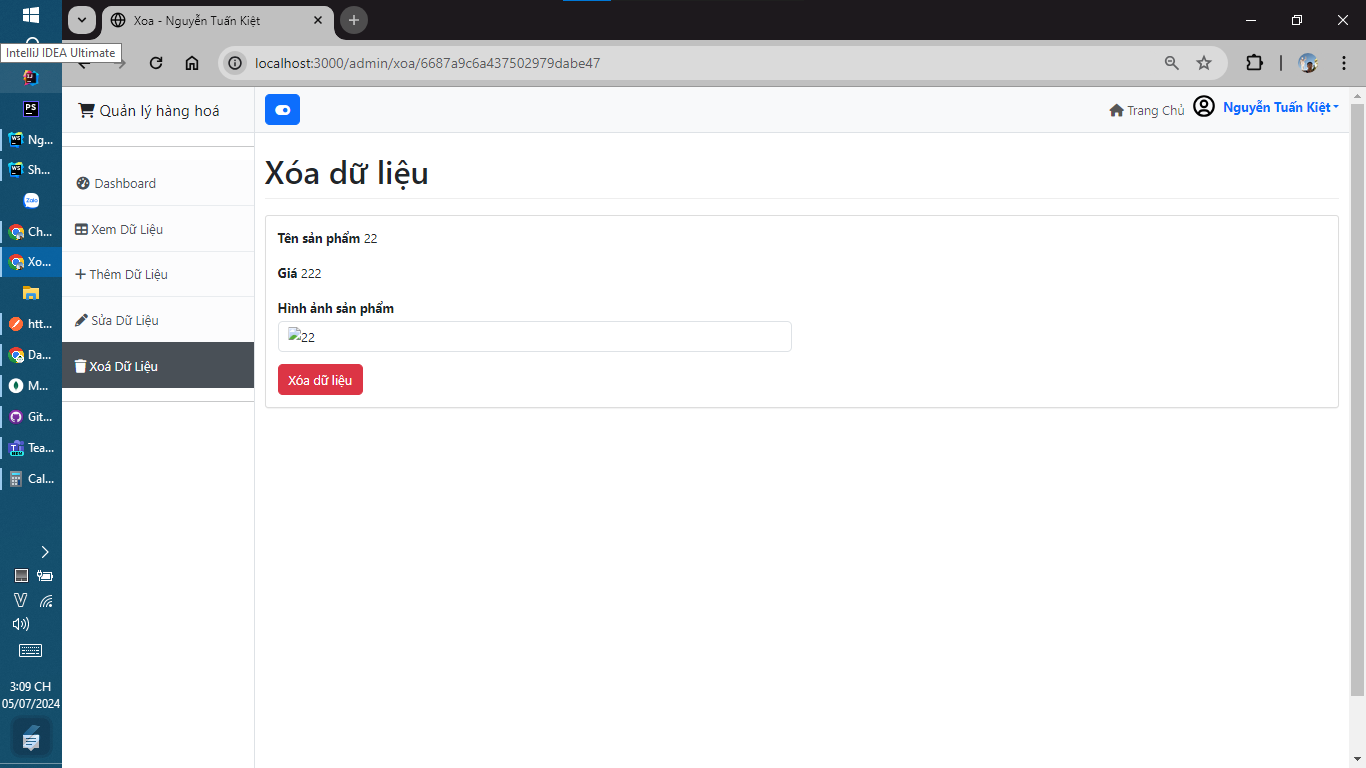 Xoa - Nguyễn Tuấn Kiệt
IntelliJ IDEA Ultimate
localhost:3000/admin/xoa/6687a9c6a437502979dabe47
Quản lý hàng hoá
Trang Chủ
Nguyễn Tuấn Kiệt
Dashboard
Xem Dữ Liệu
Thêm Dữ Liệu
Sửa Dữ Liệu
Xoá Dữ Liệu
Xóa dữ liệu
Tên sản phẩm 22
Giá 222
Hình ảnh sản phẩm
22
Xóa dữ liệu
PS
Ng...
Sh...
Zalo
Ch...
Xo...
htt...
Da...
M...
Git...
Tea...
Cal...
3:09 CH
05/07/2024